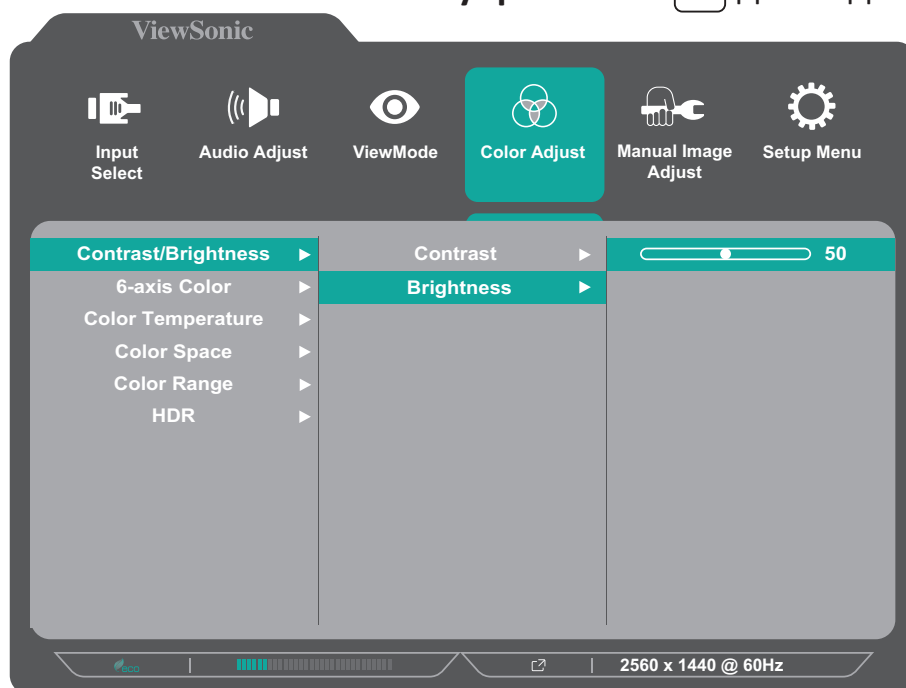 ViewSonic
Input
Select
Audio Adjust
ViewMode
Color Adjust
Manual Image
Adjust
Setup Menu
Contrast/Brightness
6-axis Color
Color Temperature
Color Space
Color Range
HDR
Contrast
Brightness
50
eco
2560 x 1440 @ 60Hz